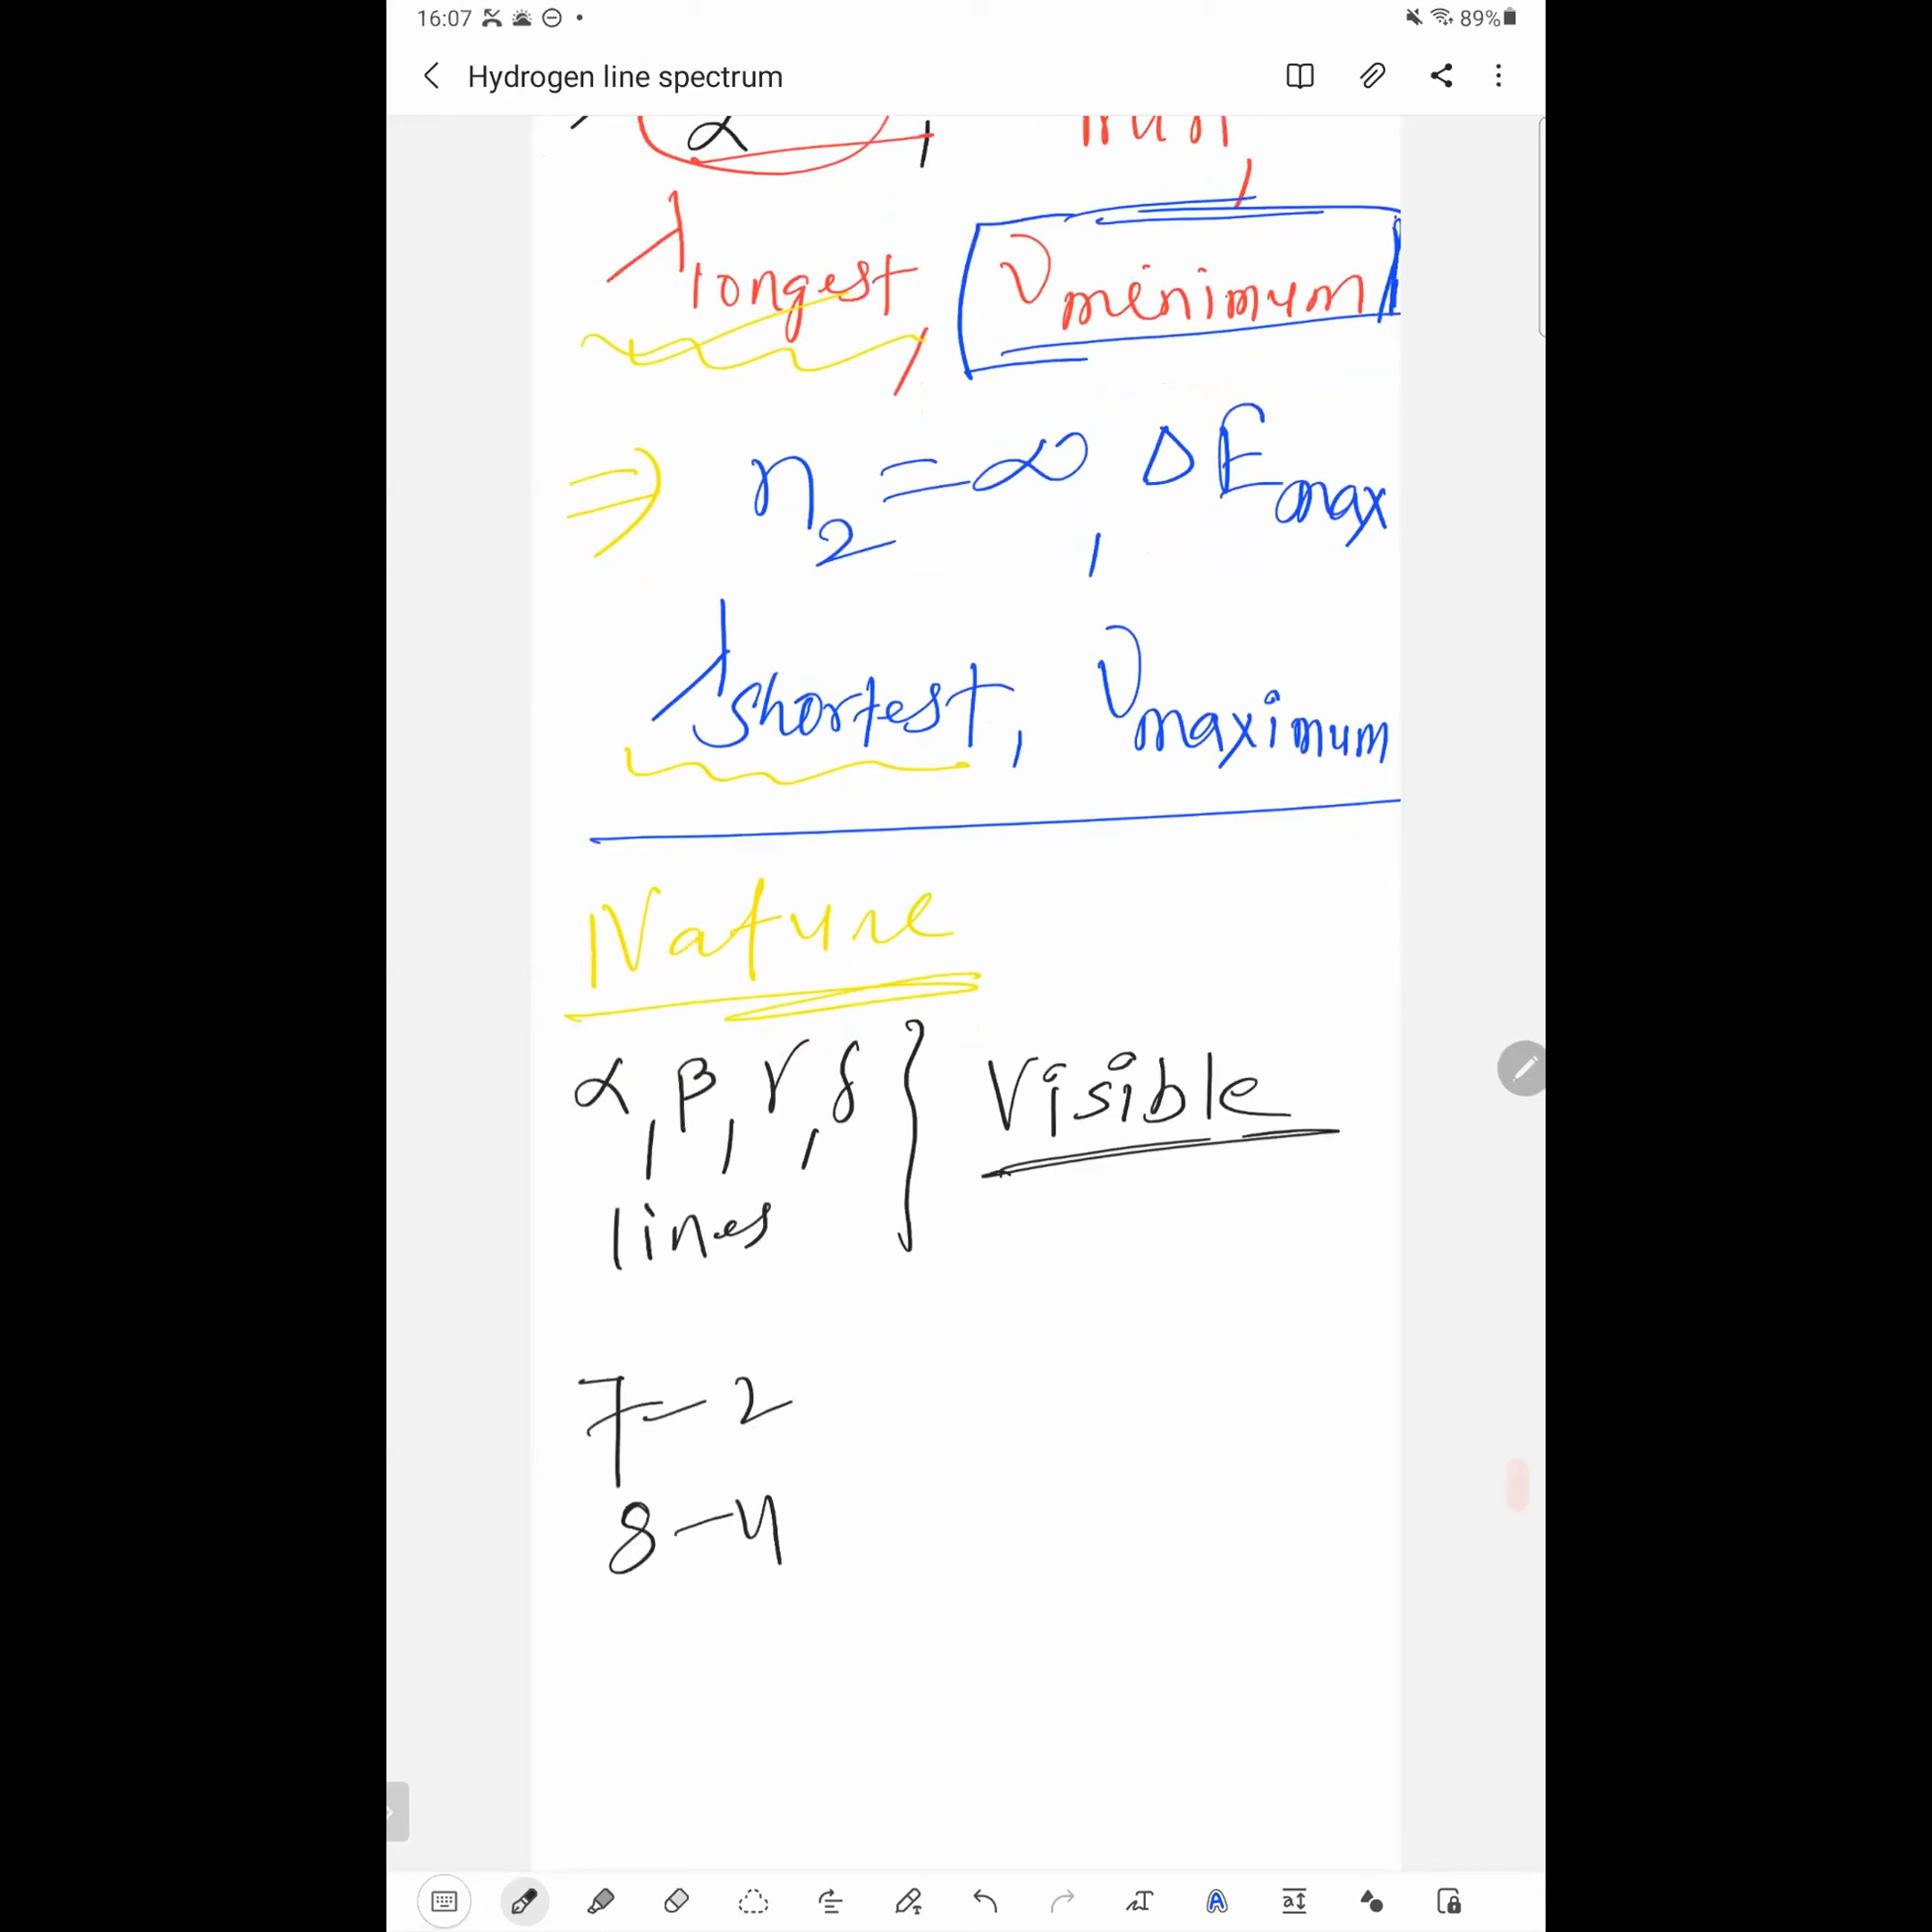 16:07 89%
Hydrogen line spectrum
α,
λlongest, νminimum
⇒ n2 = ∞, ΔEmax
λshortest, νmaximum
Nature
α, β, γ, δ } Visible
lines
7 - 2
8 - 4